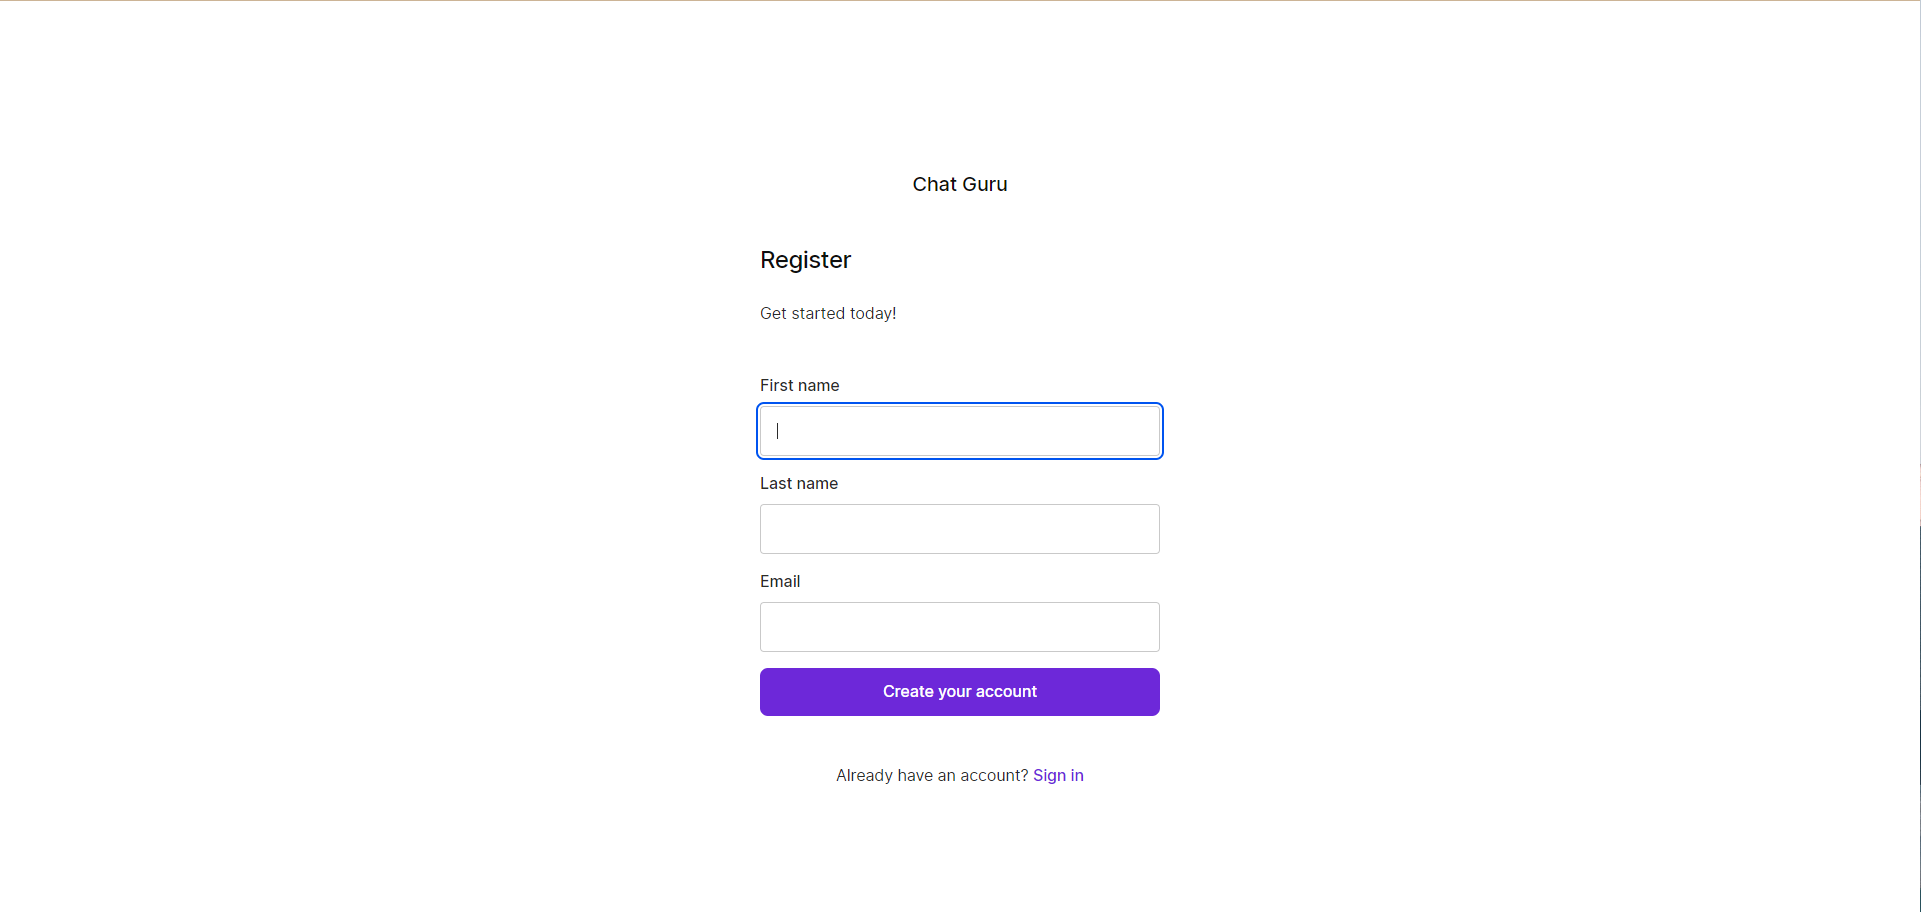 Chat Guru
Register
Get started today!
First name
Last name
Email
Create your account
Already have an account? Sign in